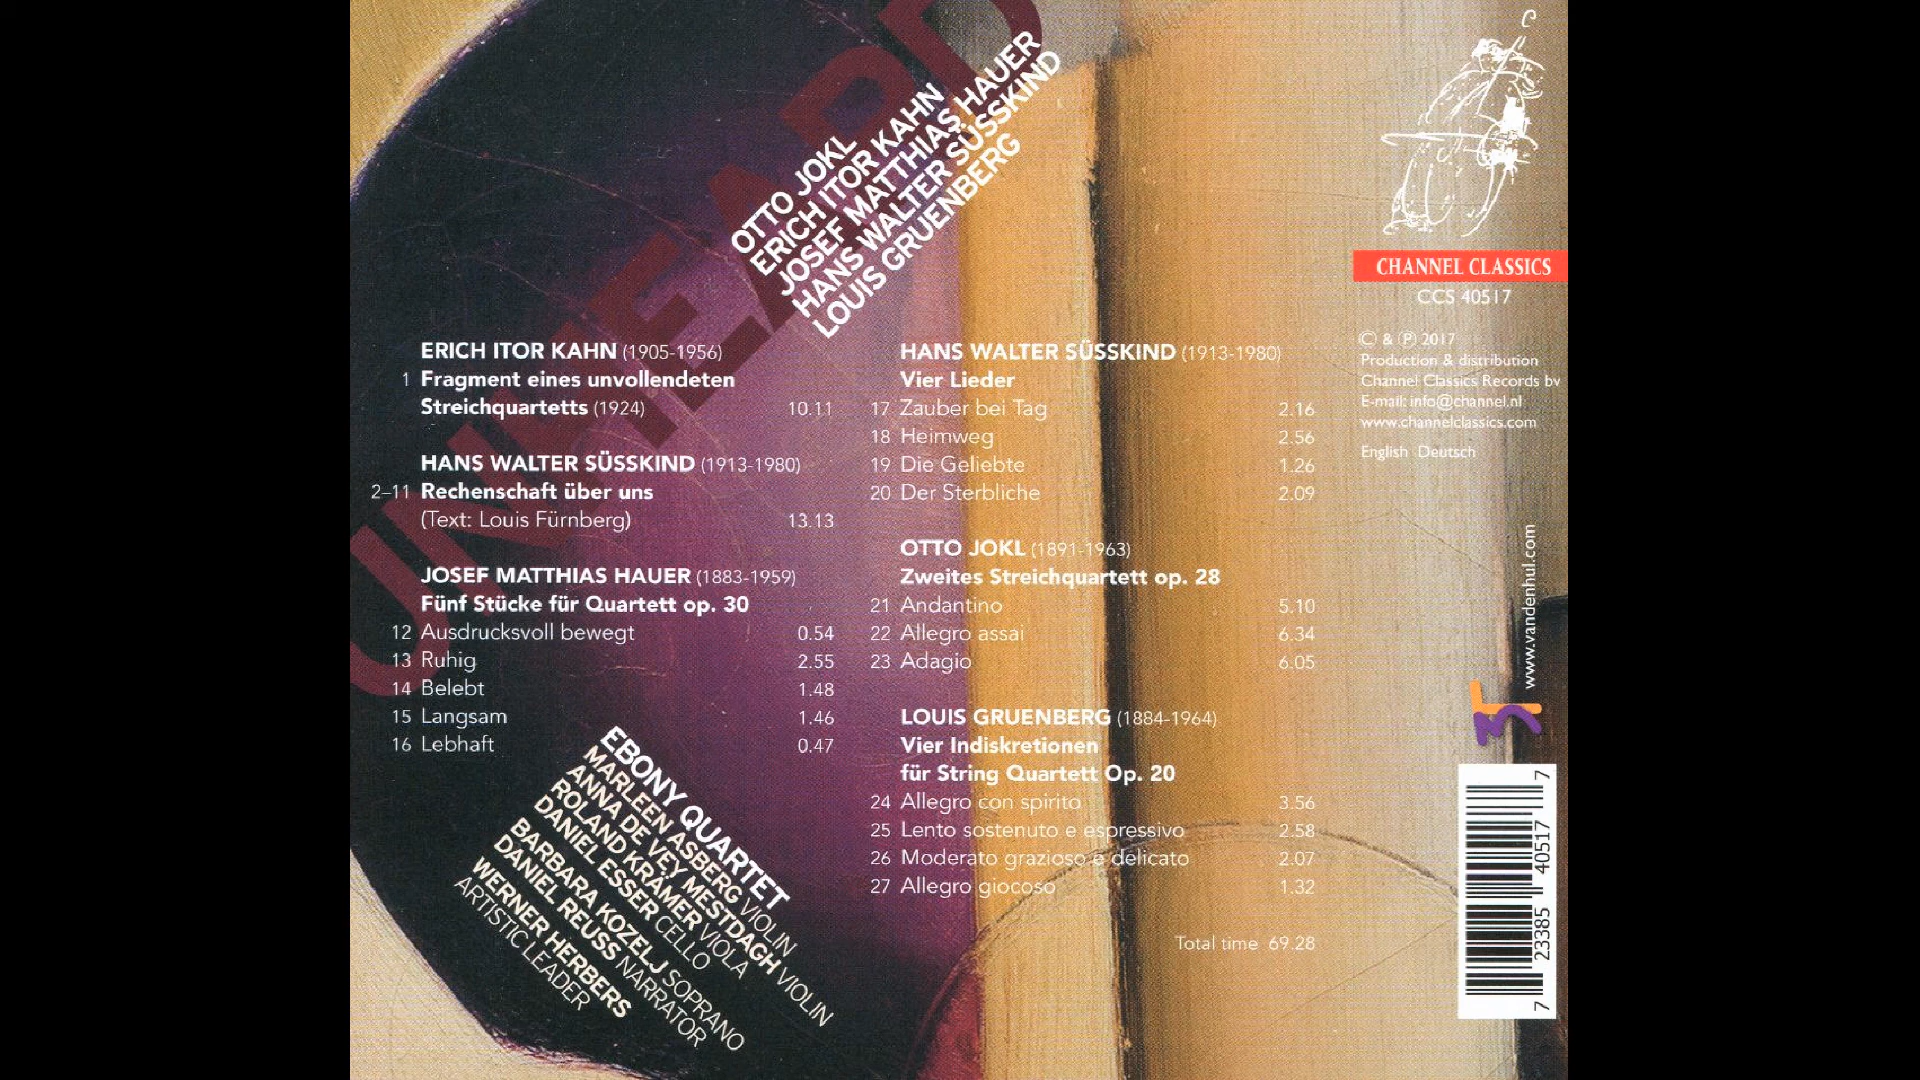 UNHEARD
OTTO JOKL
ERICH ITOR KAHN
JOSEF MATTHIAS HAUER
HANS WALTER SÜSSKIND
LOUIS GRUENBERG
CHANNEL CLASSICS
CCS 40517
© & ℗ 2017
Production & distribution
Channel Classics Records bv
E-mail: info@channel.nl
www.channelclassics.com
English Deutsch
ERICH ITOR KAHN (1905-1956)
1 Fragment eines unvollendeten
Streichquartetts (1924) 10.11
HANS WALTER SÜSSKIND (1913-1980)
2–11 Rechenschaft über uns
(Text: Louis Fürnberg) 13.13
JOSEF MATTHIAS HAUER (1883-1959)
Fünf Stücke für Quartett op. 30
12 Ausdrucksvoll bewegt 0.54
13 Ruhig 2.55
14 Belebt 1.48
15 Langsam 1.46
16 Lebhaft 0.47
HANS WALTER SÜSSKIND (1913-1980)
Vier Lieder
17 Zauber bei Tag 2.16
18 Heimweg 2.56
19 Die Geliebte 1.26
20 Der Sterbliche 2.09
OTTO JOKL (1891-1963)
Zweites Streichquartett op. 28
21 Andantino 5.10
22 Allegro assai 6.34
23 Adagio 6.05
LOUIS GRUENBERG (1884-1964)
Vier Indiskretionen
für String Quartett Op. 20
24 Allegro con spirito 3.56
25 Lento sostenuto e espressivo 2.58
26 Moderato grazioso e delicato 2.07
27 Allegro giocoso 1.32
Total time 69.28
EBONY QUARTET
MARLEEN ASBERG VIOLIN
ANNA DE VEY MESTDAGH VIOLIN
ROLAND KRÄMER VIOLA
DANIEL ESSER CELLO
BARBARA KOZELJ SOPRANO
DANIEL REUSS NARRATOR
WERNER HERBERS
ARTISTIC LEADER
www.vandenhul.com
7 23385 40517 7